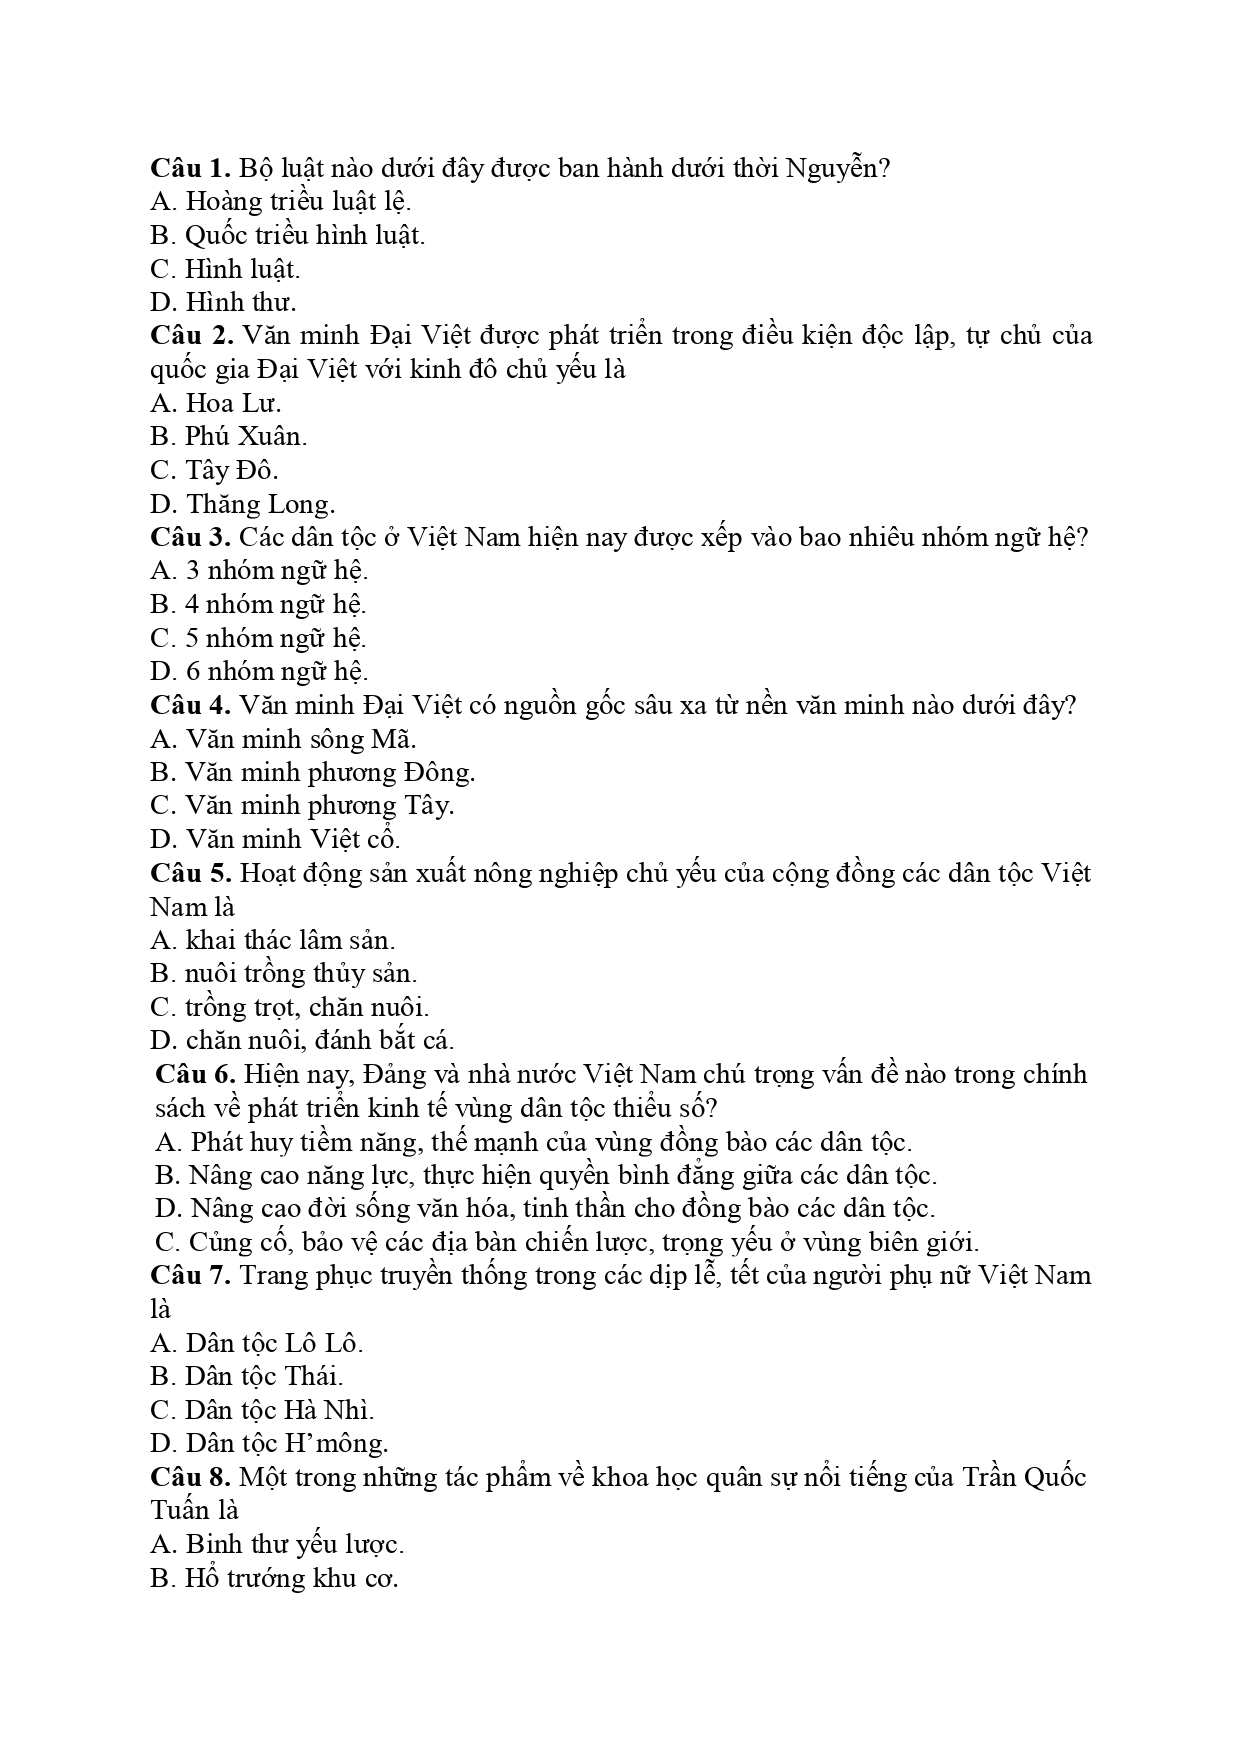 Câu 1. Bộ luật nào dưới đây được ban hành dưới thời Nguyễn?
A. Hoàng triều luật lệ.
B. Quốc triều hình luật.
C. Hình luật.
D. Hình thư.
Câu 2. Văn minh Đại Việt được phát triển trong điều kiện độc lập, tự chủ của
quốc gia Đại Việt với kinh đô chủ yếu là
A. Hoa Lư.
B. Phú Xuân.
C. Tây Đô.
D. Thăng Long.
Câu 3. Các dân tộc ở Việt Nam hiện nay được xếp vào bao nhiêu nhóm ngữ hệ?
A. 3 nhóm ngữ hệ.
B. 4 nhóm ngữ hệ.
C. 5 nhóm ngữ hệ.
D. 6 nhóm ngữ hệ.
Câu 4. Văn minh Đại Việt có nguồn gốc sâu xa từ nền văn minh nào dưới đây?
A. Văn minh sông Mã.
B. Văn minh phương Đông.
C. Văn minh phương Tây.
D. Văn minh Việt cổ.
Câu 5. Hoạt động sản xuất nông nghiệp chủ yếu của cộng đồng các dân tộc Việt
Nam là
A. khai thác lâm sản.
B. nuôi trồng thủy sản.
C. trồng trọt, chăn nuôi.
D. chăn nuôi, đánh bắt cá.
Câu 6. Hiện nay, Đảng và nhà nước Việt Nam chú trọng vấn đề nào trong chính
sách về phát triển kinh tế vùng dân tộc thiểu số?
A. Phát huy tiềm năng, thế mạnh của vùng đồng bào các dân tộc.
B. Nâng cao năng lực, thực hiện quyền bình đẳng giữa các dân tộc.
D. Nâng cao đời sống văn hóa, tinh thần cho đồng bào các dân tộc.
C. Củng cố, bảo vệ các địa bàn chiến lược, trọng yếu ở vùng biên giới.
Câu 7. Trang phục truyền thống trong các dịp lễ, tết của người phụ nữ Việt Nam
là
A. Dân tộc Lô Lô.
B. Dân tộc Thái.
C. Dân tộc Hà Nhì.
D. Dân tộc H’mông.
Câu 8. Một trong những tác phẩm về khoa học quân sự nổi tiếng của Trần Quốc
Tuấn là
A. Binh thư yếu lược.
B. Hổ trướng khu cơ.